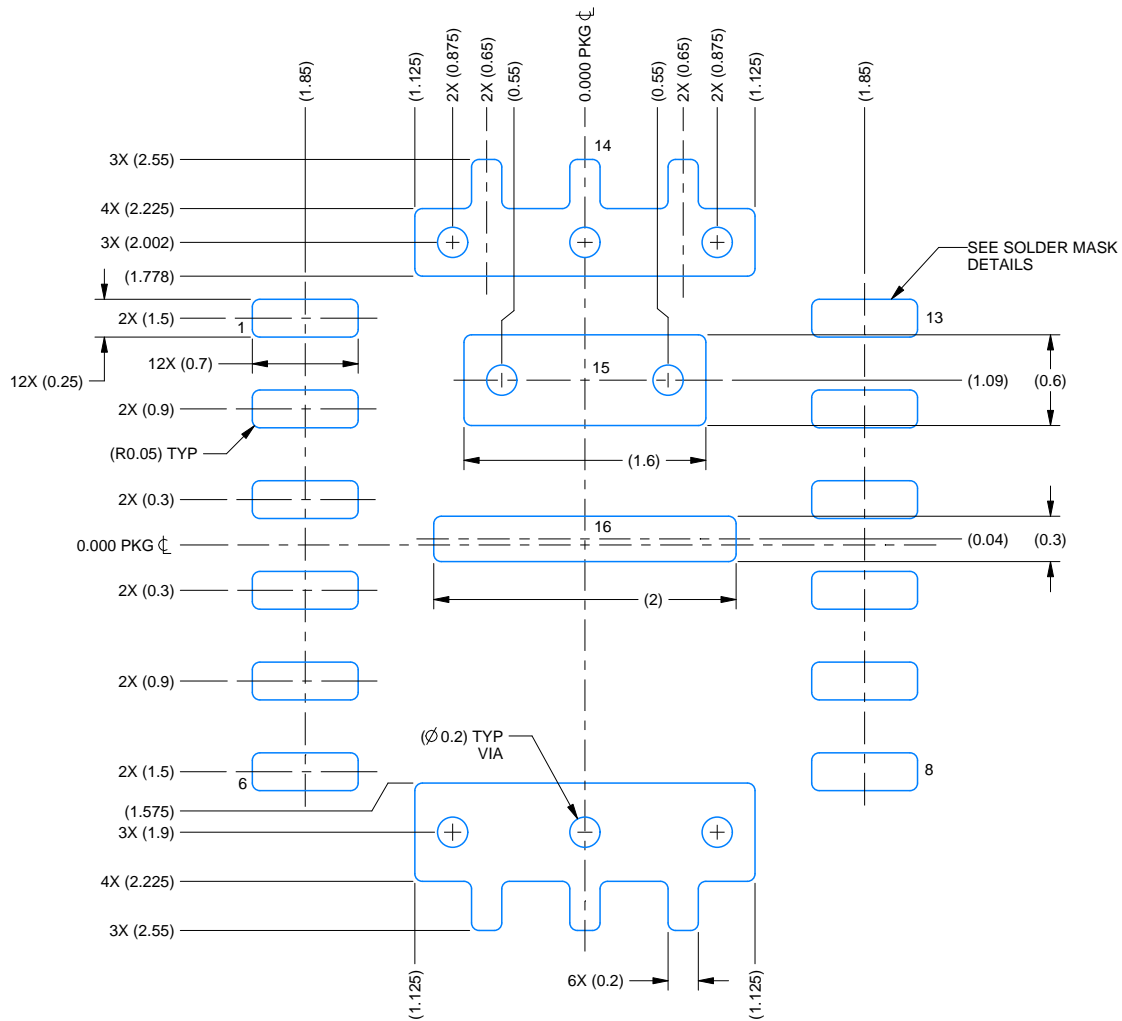 (1.85)
(1.125)
2X (0.875)
2X (0.65)
(0.55)
0.000 PKG ℄
(0.55)
2X (0.65)
2X (0.875)
(1.125)
(1.85)
3X (2.55)
14
4X (2.225)
3X (2.002)
SEE SOLDER MASK
DETAILS
(1.778)
2X (1.5)
1
13
12X (0.7)
12X (0.25)
15
(1.09)
(0.6)
2X (0.9)
(R0.05) TYP
(1.6)
2X (0.3)
16
0.000 PKG ℄
(0.04)
(0.3)
2X (0.3)
(2)
2X (0.9)
(Ø0.2) TYP
VIA
2X (1.5)
6
8
(1.575)
3X (1.9)
4X (2.225)
3X (2.55)
(1.125)
6X (0.2)
(1.125)